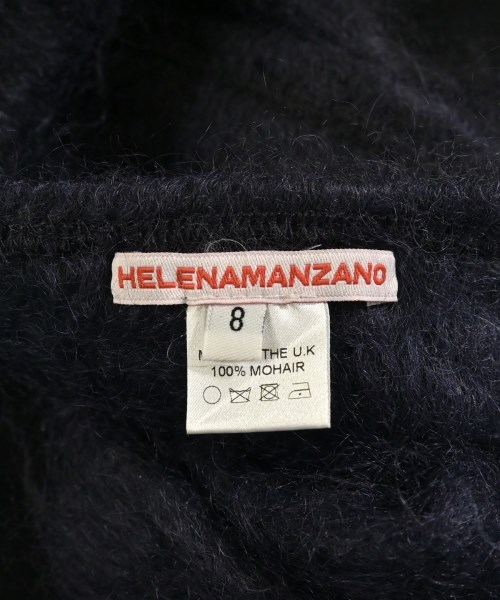 HELENAMANZANO
8
THE U.K
100% MOHAIR